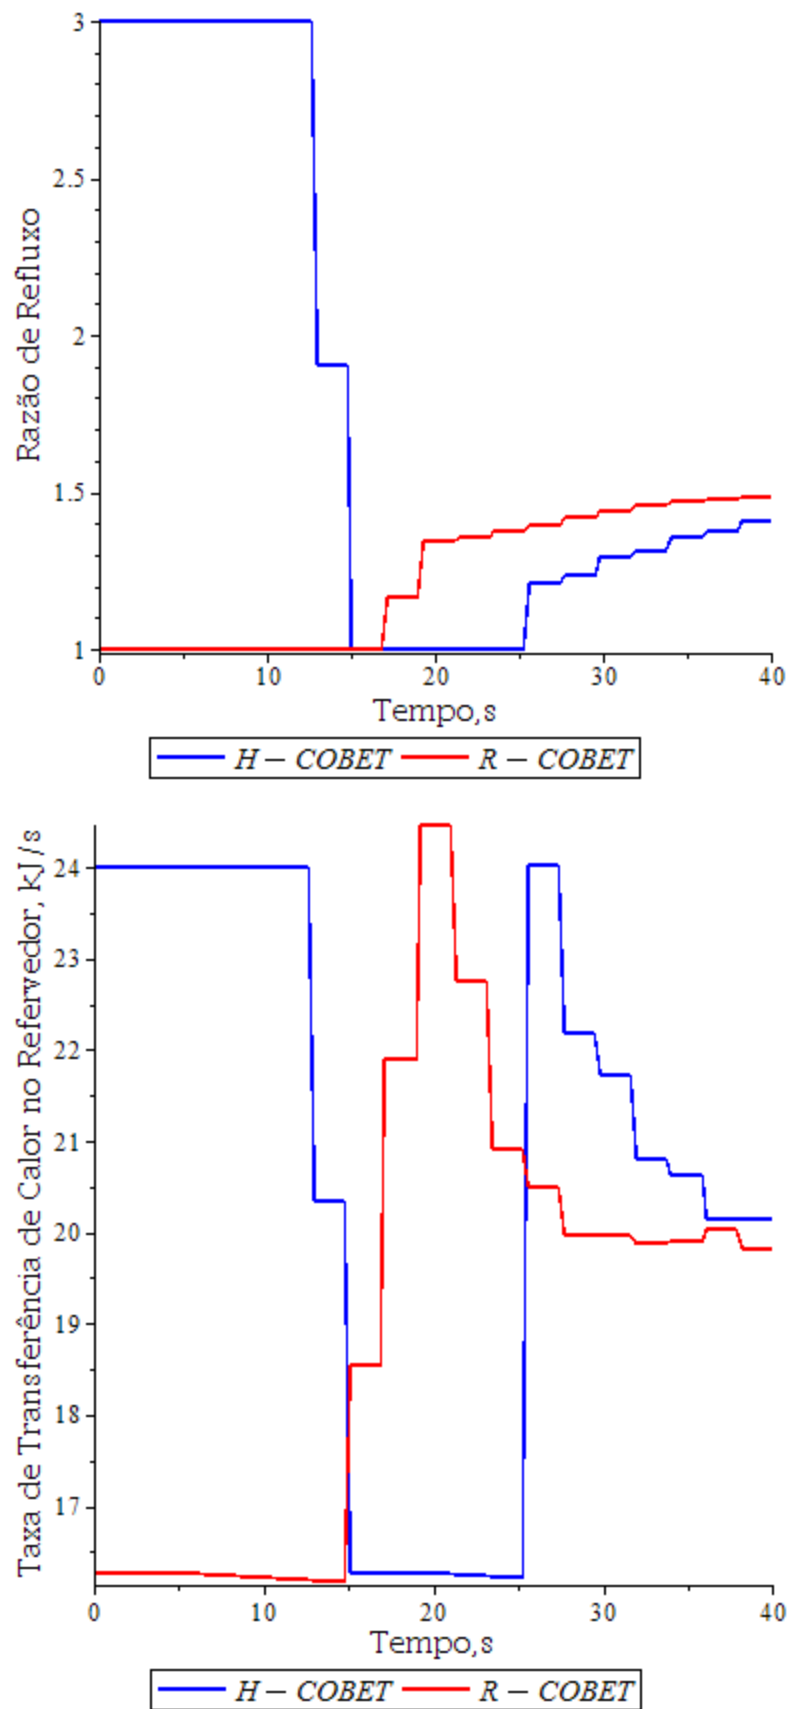 Razão de Refluxo
3
2.5
2
1.5
1
0 10 20 30 40
Tempo,s
H – COBET R – COBET
Taxa de Transferência de Calor no Refervedor, kJ/s
24
23
22
21
20
19
18
17
0 10 20 30 40
Tempo,s
H – COBET R – COBET